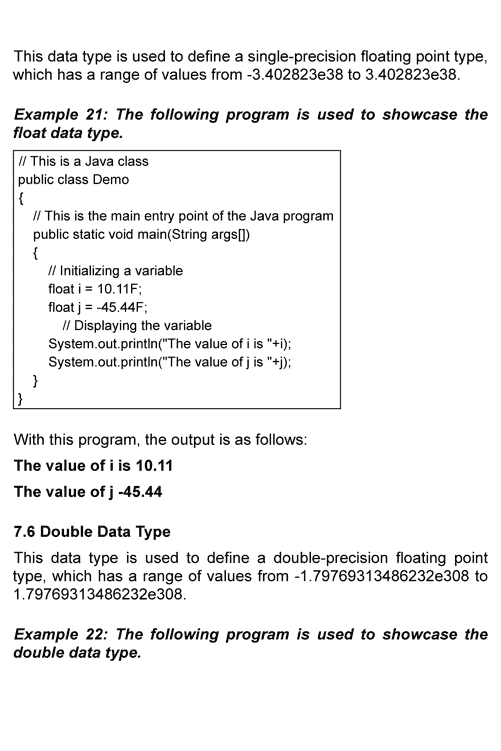 This data type is used to define a single-precision floating point type,
which has a range of values from -3.402823e38 to 3.402823e38.
Example 21: The following program is used to showcase the
float data type.
// This is a Java class
public class Demo
{
// This is the main entry point of the Java program
public static void main(String args[])
{
// Initializing a variable
float i = 10.11F;
float j = -45.44F;
// Displaying the variable
System.out.println("The value of i is "+i);
System.out.println("The value of j is "+j);
}
}
With this program, the output is as follows:
The value of i is 10.11
The value of j -45.44
7.6 Double Data Type
This data type is used to define a double-precision floating point
type, which has a range of values from -1.79769313486232e308 to
1.79769313486232e308.
Example 22: The following program is used to showcase the
double data type.